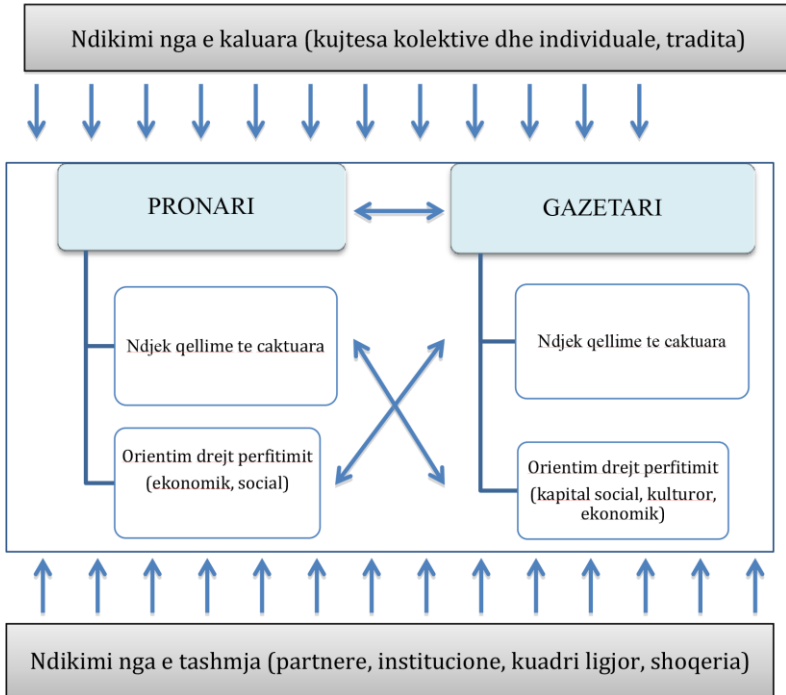 Ndikimi nga e kaluara (kujtesa kolektive dhe individuale, tradita)
PRONARI
GAZETARI
Ndjek qellime te caktuara
Ndjek qellime te caktuara
Orientim drejt perfitimit
(ekonomik, social)
Orientim drejt perfitimit
(kapital social, kulturor,
ekonomik)
Ndikimi nga e tashmja (partnere, institucione, kuadri ligjor, shoqeria)